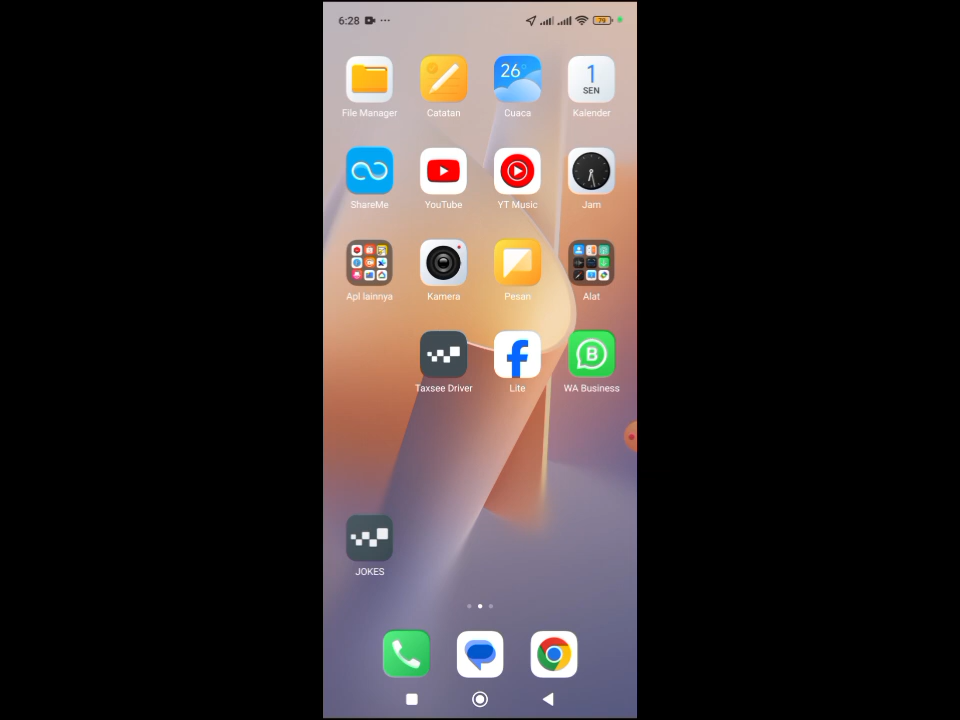 6:28
79
26°
1
SEN
File Manager
Catatan
Cuaca
Kalender
ShareMe
YouTube
YT Music
Jam
Apl lainnya
Kamera
Pesan
Alat
B
Taxsee Driver
Lite
WA Business
JOKES